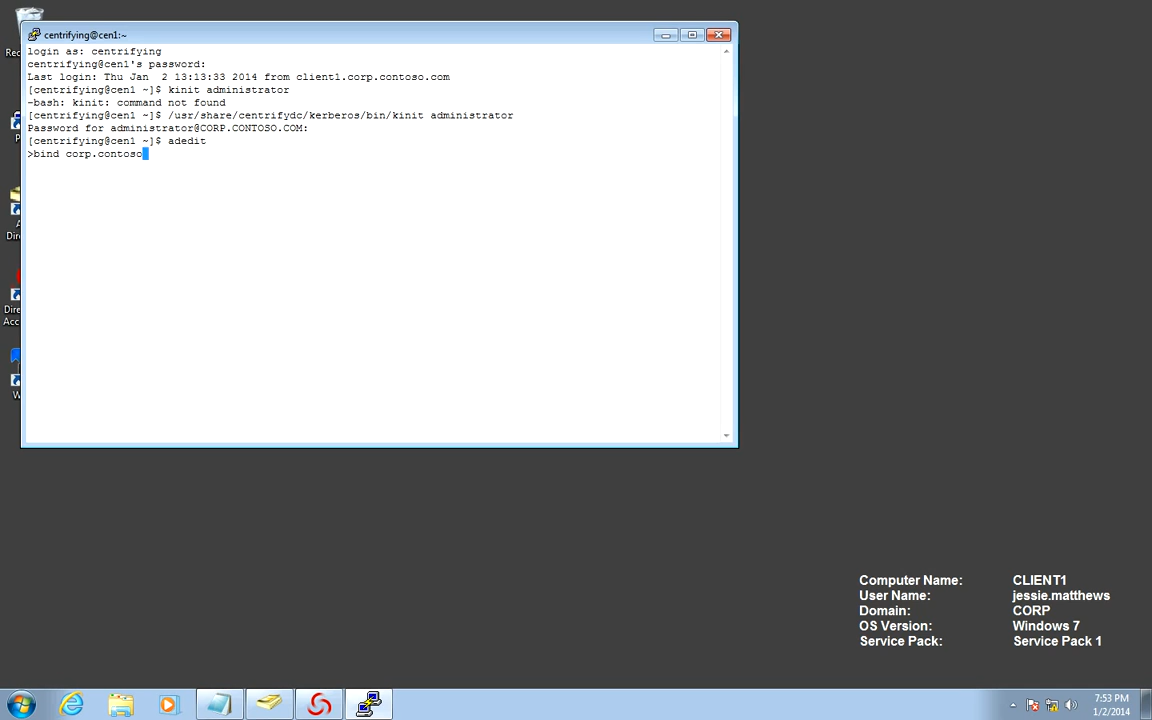 centrifying@cen1:~
login as: centrifying
centrifying@cen1's password:
Last login: Thu Jan  2 13:13:33 2014 from client1.corp.contoso.com
[centrifying@cen1 ~]$ kinit administrator
-bash: kinit: command not found
[centrifying@cen1 ~]$ /usr/share/centrifydc/kerberos/bin/kinit administrator
Password for administrator@CORP.CONTOSO.COM:
[centrifying@cen1 ~]$ adedit
>bind corp.contoso
Computer Name: CLIENT1
User Name: jessie.matthews
Domain: CORP
OS Version: Windows 7
Service Pack: Service Pack 1
7:53 PM
1/2/2014